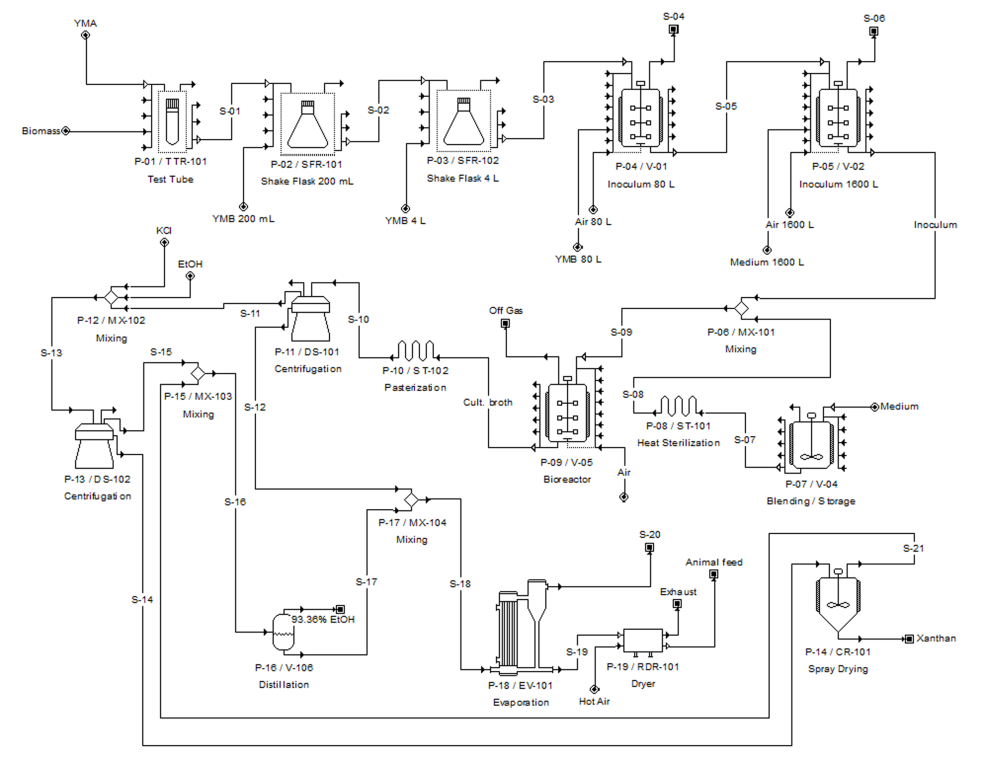 YMA
S-04
S-06
S-01
S-02
S-03
S-05
Biomass
P-01 / TTR-101
Test Tube
P-02 / SFR-101
Shake Flask 200 mL
P-03 / SFR-102
Shake Flask 4 L
P-04 / V-01
Inoculum 80 L
P-05 / V-02
Inoculum 1600 L
YMB 200 mL
YMB 4 L
Air 80 L
YMB 80 L
Air 1600 L
Medium 1600 L
Inoculum
KCl
EtOH
P-12 / MX-102
Mixing
S-11
S-10
P-11 / DS-101
Centrifugation
Off Gas
S-09
P-06 / MX-101
Mixing
S-13
S-15
P-15 / MX-103
Mixing
S-12
P-10 / ST-102
Pasterization
Cult. broth
S-08
P-08 / ST-101
Heat Sterilization
S-07
Medium
P-07 / V-04
Blending / Storage
P-09 / V-05
Bioreactor
Air
P-13 / DS-102
Centrifugation
S-16
P-17 / MX-104
Mixing
S-14
S-17
S-18
S-20
Animal feed
Exhaust
S-21
93.36% EtOH
P-16 / V-106
Distillation
P-18 / EV-101
Evaporation
S-19
P-19 / RDR-101
Dryer
Hot Air
Xanthan
P-14 / CR-101
Spray Drying